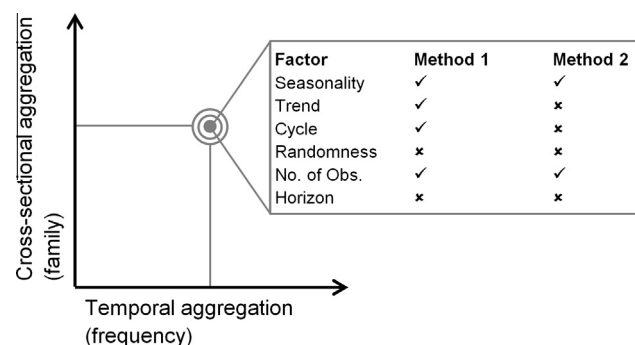 Cross-sectional aggregation
(family)
Factor Method 1 Method 2
Seasonality ✓ ✓
Trend ✓ ✗
Cycle ✓ ✗
Randomness ✗ ✗
No. of Obs. ✓ ✓
Horizon ✗ ✗
Temporal aggregation
(frequency)